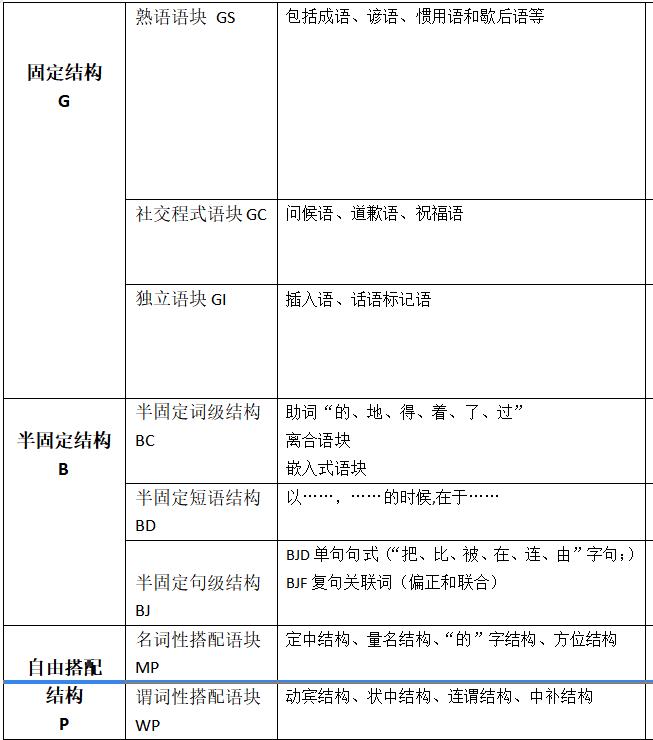 固定结构
G
熟语语块 GS
包括成语、谚语、惯用语和歇后语等
社交程式语块 GC
问候语、道歉语、祝福语
独立语块 GI
插入语、话语标记语
半固定结构
B
半固定词级结构
BC
助词“的、地、得、着、了、过”
离合语块
嵌入式语块
半固定短语结构
BD
以……，……的时候,在于……
半固定句级结构
BJ
BJD 单句句式（“把、比、被、在、连、由”字句；）
BJF 复句关联词（偏正和联合）
自由搭配
结构
P
名词性搭配语块
MP
定中结构、量名结构、“的”字结构、方位结构
谓词性搭配语块
WP
动宾结构、状中结构、连谓结构、中补结构